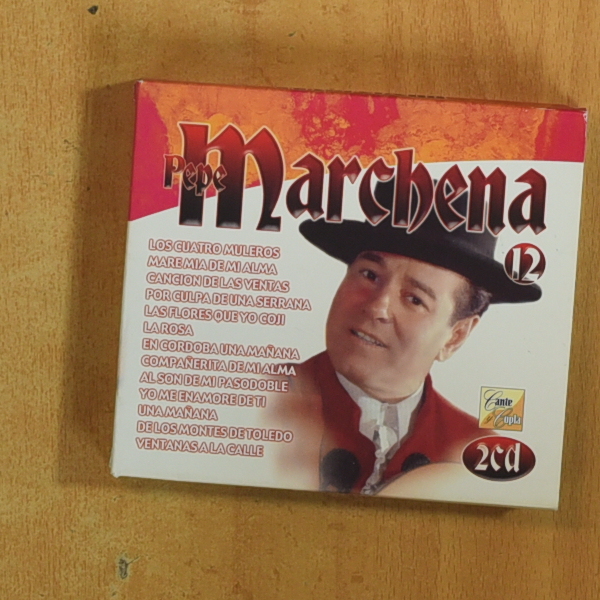 Pepe Marchena
12
LOS CUATRO MULEROS
MARE MIA DE MI ALMA
CANCION DE LAS VENTAS
POR CULPA DE UNA SERRANA
LAS FLORES QUE YO COJI
LA ROSA
EN CORDOBA UNA MAÑANA
COMPAÑERITA DE MI ALMA
AL SON DE MI PASODOBLE
YO ME ENAMORE DE TI
UNA MAÑANA
DE LOS MONTES DE TOLEDO
VENTANAS A LA CALLE
Cante
y Copla
2cd